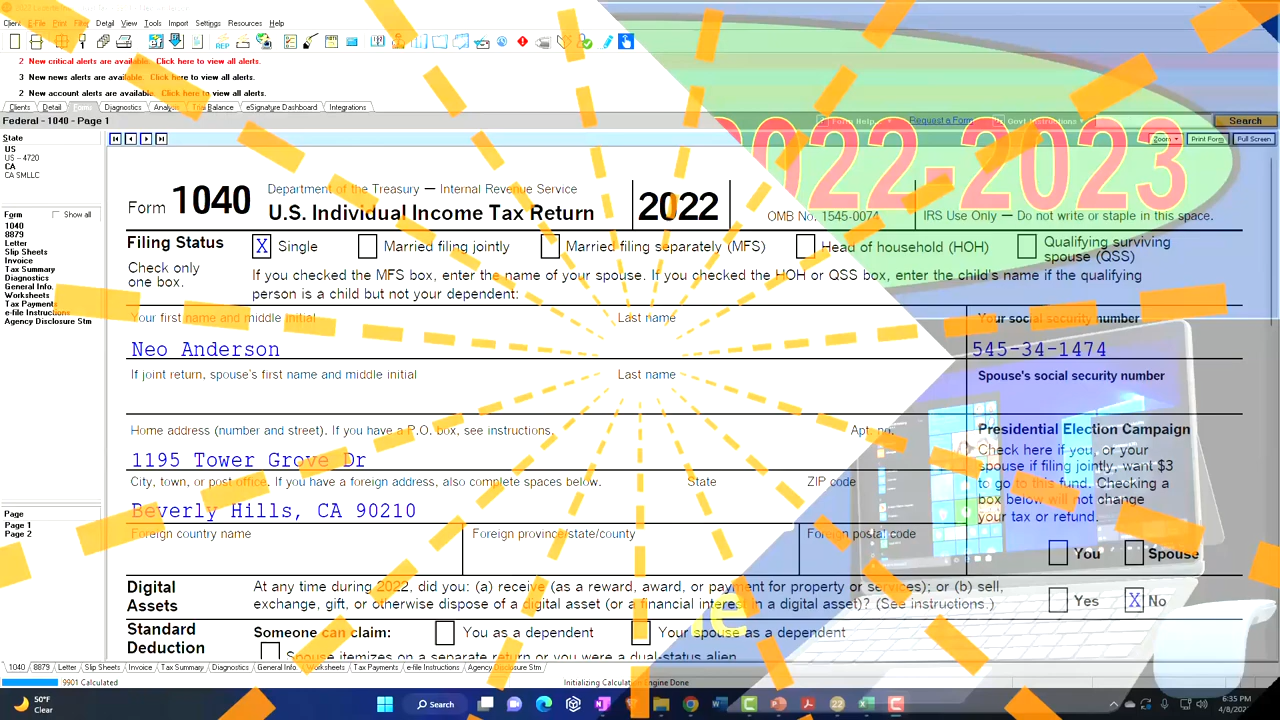 Client E-File Print Filter Detail View Tools Import Settings Resources Help
2 New critical alerts are available. Click here to view all alerts.
3 New news alerts are available. Click here to view all alerts.
2 New account alerts are available. Click here to view all alerts.
Clients Detail Forms Diagnostics Analysis Trial Balance eSignature Dashboard Integrations
Federal - 1040 - Page 1
Form Help Request a Form Govt Instructions Search
Zoom Print Form Full Screen
2022-2023
State
US
US - 4720
CA
CA SMLLC
Form Show all
1040
8879
Letter
Slip Sheets
Invoice
Tax Summary
Diagnostics
General Info.
Worksheets
Tax Payments
e-file Instructions
Agency Disclosure Stm
Page
Page 1
Page 2
Form 1040
Department of the Treasury — Internal Revenue Service
U.S. Individual Income Tax Return
2022
OMB No. 1545-0074
IRS Use Only — Do not write or staple in this space.
Filing Status
Check only
one box.
X Single Married filing jointly Married filing separately (MFS) Head of household (HOH) Qualifying surviving
spouse (QSS)
If you checked the MFS box, enter the name of your spouse. If you checked the HOH or QSS box, enter the child's name if the qualifying
person is a child but not your dependent:
Your first name and middle initial Last name Your social security number
Neo Anderson 545-34-1474
If joint return, spouse's first name and middle initial Last name Spouse's social security number
Home address (number and street). If you have a P.O. box, see instructions. Apt. no.
1195 Tower Grove Dr
City, town, or post office. If you have a foreign address, also complete spaces below. State ZIP code
Beverly Hills, CA 90210
Foreign country name Foreign province/state/county Foreign postal code
Presidential Election Campaign
Check here if you, or your
spouse if filing jointly, want $3
to go to this fund. Checking a
box below will not change
your tax or refund.
You Spouse
Digital
Assets
At any time during 2022, did you: (a) receive (as a reward, award, or payment for property or services); or (b) sell,
exchange, gift, or otherwise dispose of a digital asset (or a financial interest in a digital asset)? (See instructions.)
Yes X No
Standard
Deduction
Someone can claim: You as a dependent Your spouse as a dependent
Spouse itemizes on a separate return or you were a dual-status alien
1040 8879 Letter Slip Sheets Invoice Tax Summary Diagnostics General Info. Worksheets Tax Payments e-file Instructions Agency Disclosure Stm
9901 Calculated Initializing Calculation Engine Done
50°F
Clear
Search
6:35 PM